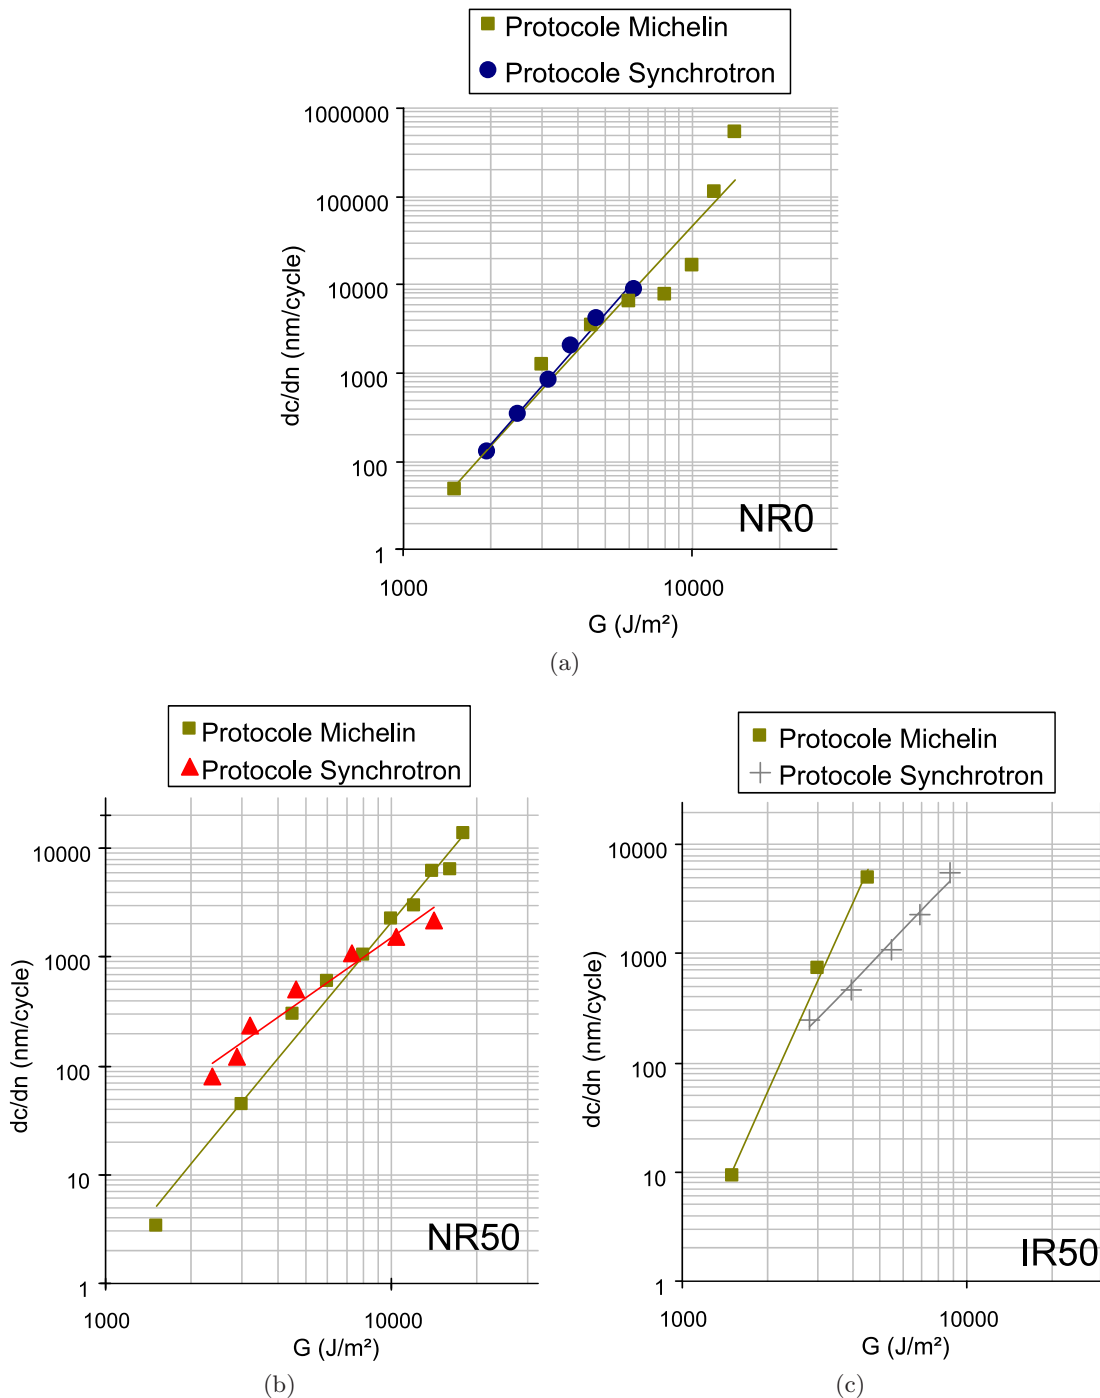 Protocole Michelin
Protocole Synchrotron
1000000
100000
10000
1000
100
1
dc/dn (nm/cycle)
NR0
1000 10000
G (J/m²)
(a)
Protocole Michelin
Protocole Synchrotron
10000
1000
100
10
1
dc/dn (nm/cycle)
NR50
1000 10000
G (J/m²)
(b)
Protocole Michelin
Protocole Synchrotron
10000
1000
100
10
1
dc/dn (nm/cycle)
IR50
1000 10000
G (J/m²)
(c)